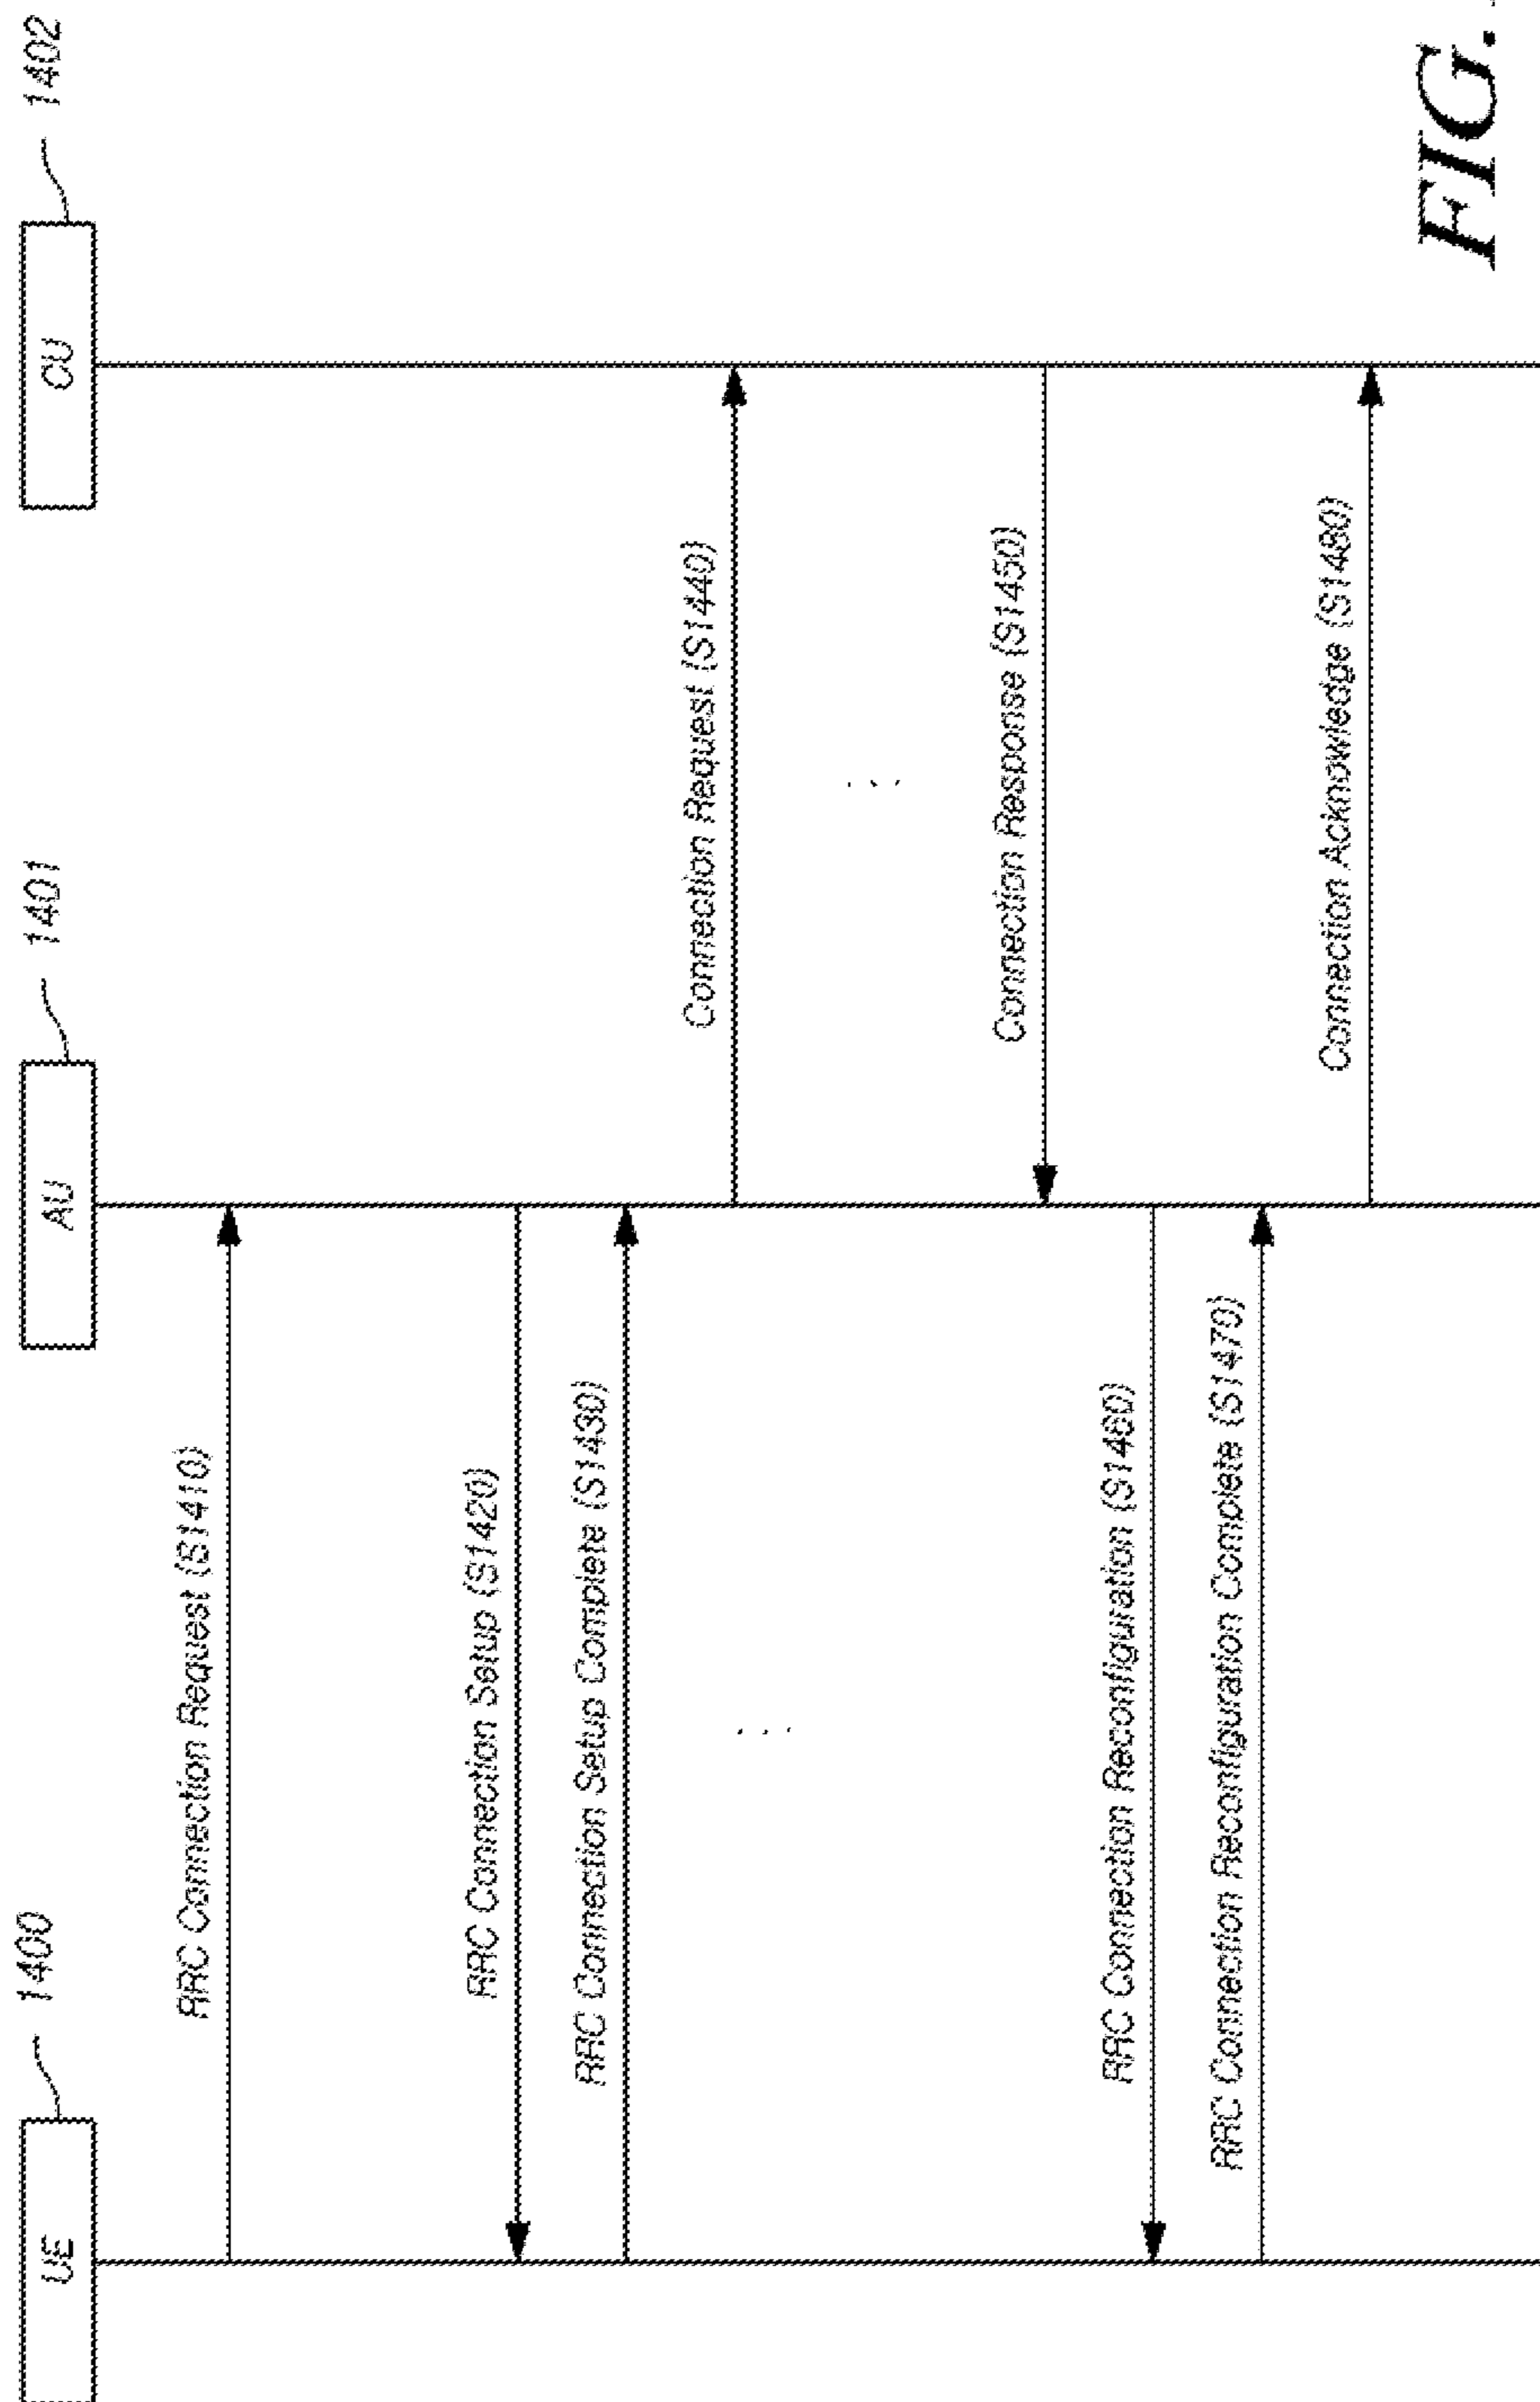 1400
1401
1402
UE
AU
CU
RRC Connection Request (S1410)
RRC Connection Setup (S1420)
RRC Connection Setup Complete (S1430)
Connection Request (S1440)
...
...
Connection Response (S1450)
RRC Connection Reconfiguration (S1460)
RRC Connection Reconfiguration Complete (S1470)
Connection Acknowledge (S1480)
FIG.